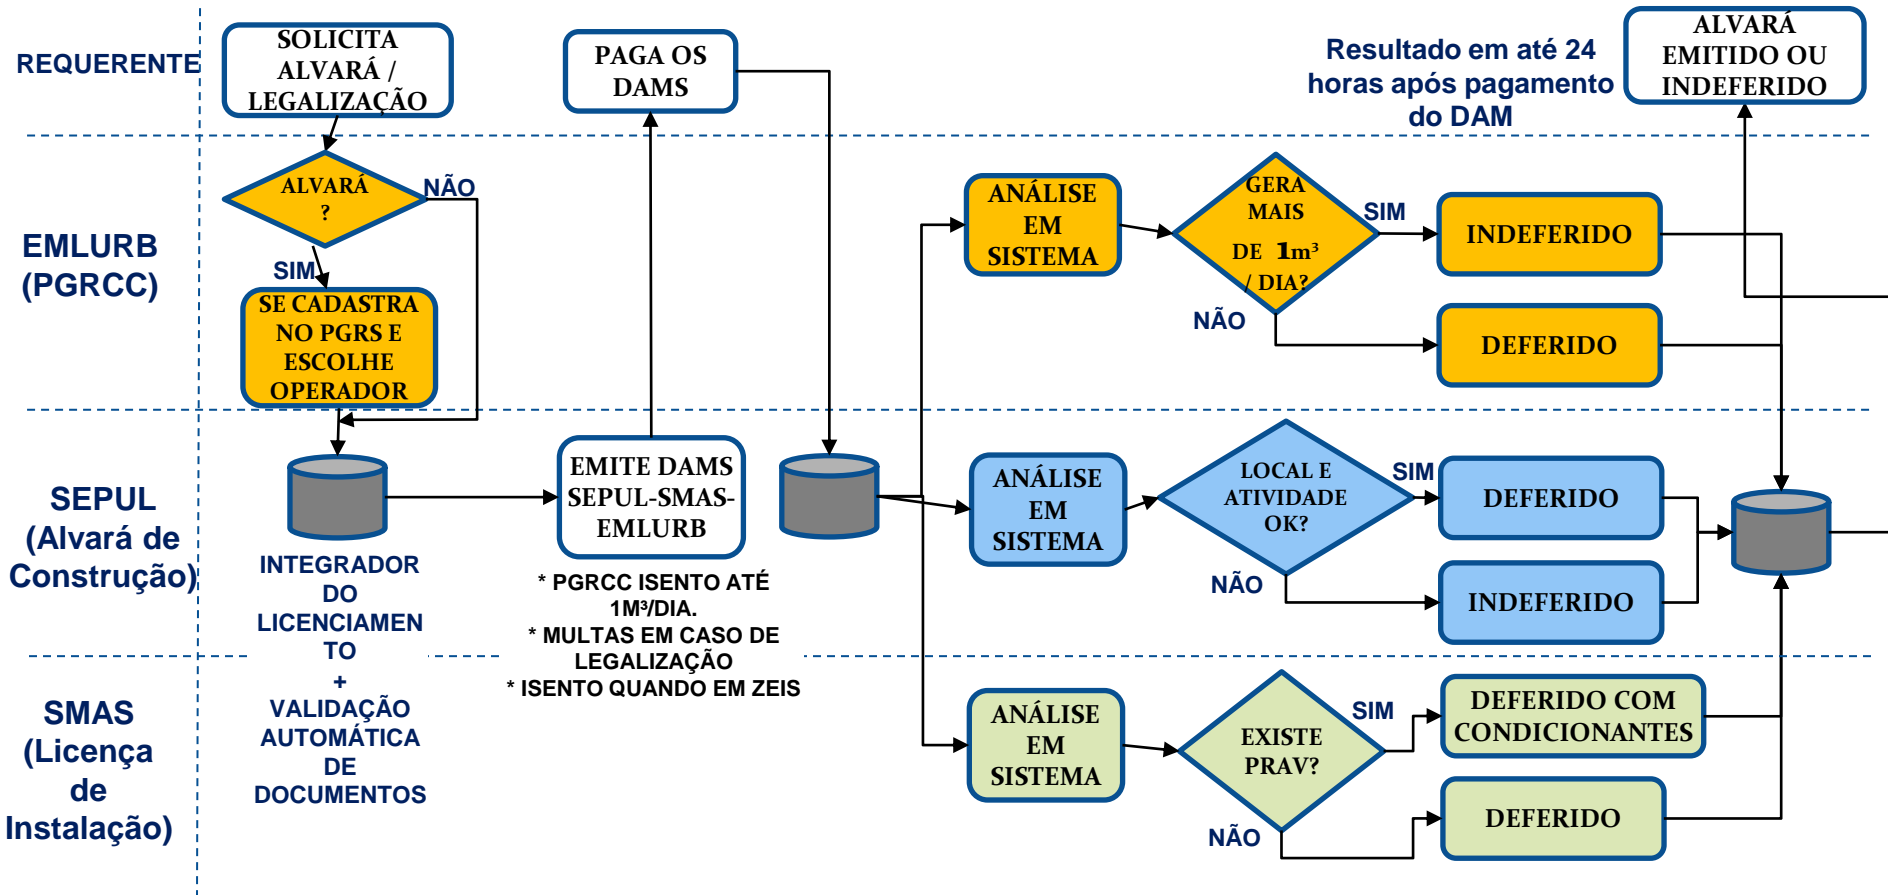 REQUERENTE
SOLICITA
ALVARÁ /
LEGALIZAÇÃO
PAGA OS
DAMS
Resultado em até 24
horas após pagamento
do DAM
ALVARÁ
EMITIDO OU
INDEFERIDO
EMLURB
(PGRCC)
ALVARÁ
?
NÃO
SIM
SE CADASTRA
NO PGRS E
ESCOLHE
OPERADOR
ANÁLISE
EM
SISTEMA
GERA
MAIS
DE 1m³
/ DIA?
SIM
NÃO
INDEFERIDO
DEFERIDO
SEPUL
(Alvará de
Construção)
INTEGRADOR
DO
LICENCIAMEN
TO
+
VALIDAÇÃO
AUTOMÁTICA
DE
DOCUMENTOS
EMITE DAMS
SEPUL-SMAS-
EMLURB
* PGRCC ISENTO ATÉ
1M³/DIA.
* MULTAS EM CASO DE
LEGALIZAÇÃO
* ISENTO QUANDO EM ZEIS
ANÁLISE
EM
SISTEMA
LOCAL E
ATIVIDADE
OK?
SIM
NÃO
DEFERIDO
INDEFERIDO
SMAS
(Licença
de
Instalação)
ANÁLISE
EM
SISTEMA
EXISTE
PRAV?
SIM
NÃO
DEFERIDO COM
CONDICIONANTES
DEFERIDO